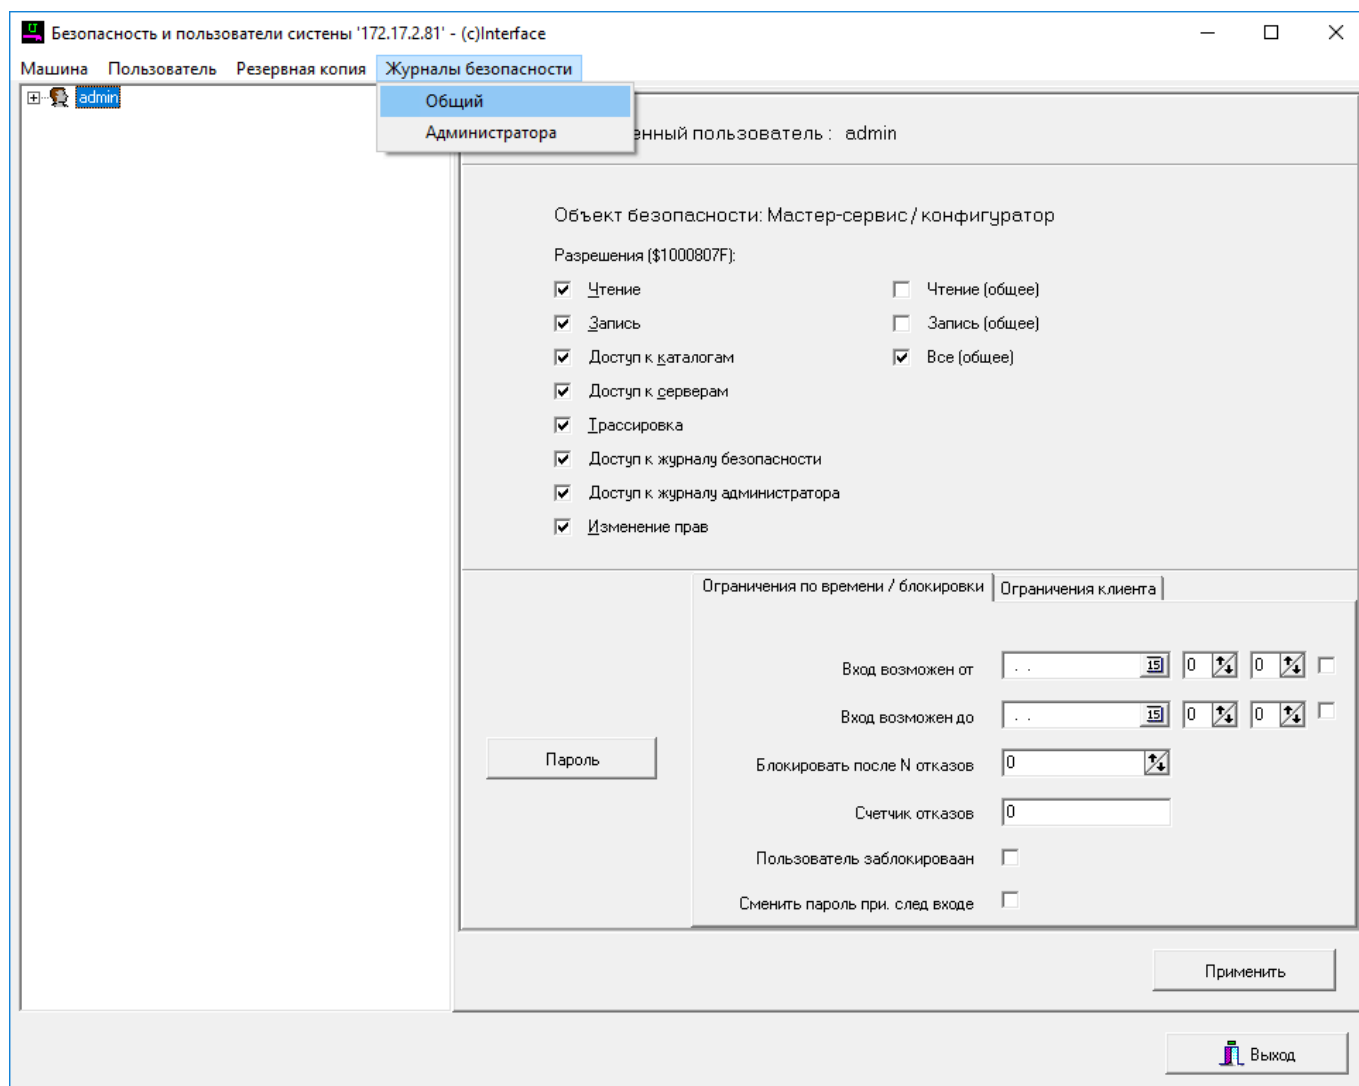 Безопасность и пользователи системы '172.17.2.81' - (c)Interface
Машина Пользователь Резервная копия Журналы безопасности
admin
Общий
Администратора
енный пользователь : admin
Объект безопасности: Мастер-сервис / конфигуратор
Разрешения ($1000807F):
Чтение Чтение (общее)
Запись Запись (общее)
Доступ к каталогам Все (общее)
Доступ к серверам
Трассировка
Доступ к журналу безопасности
Доступ к журналу администратора
Изменение прав
Ограничения по времени / блокировки Ограничения клиента
Вход возможен от . . 15 0 0
Вход возможен до . . 15 0 0
Пароль
Блокировать после N отказов 0
Счетчик отказов 0
Пользователь заблокироваан
Сменить пароль при. след входе
Применить
Выход